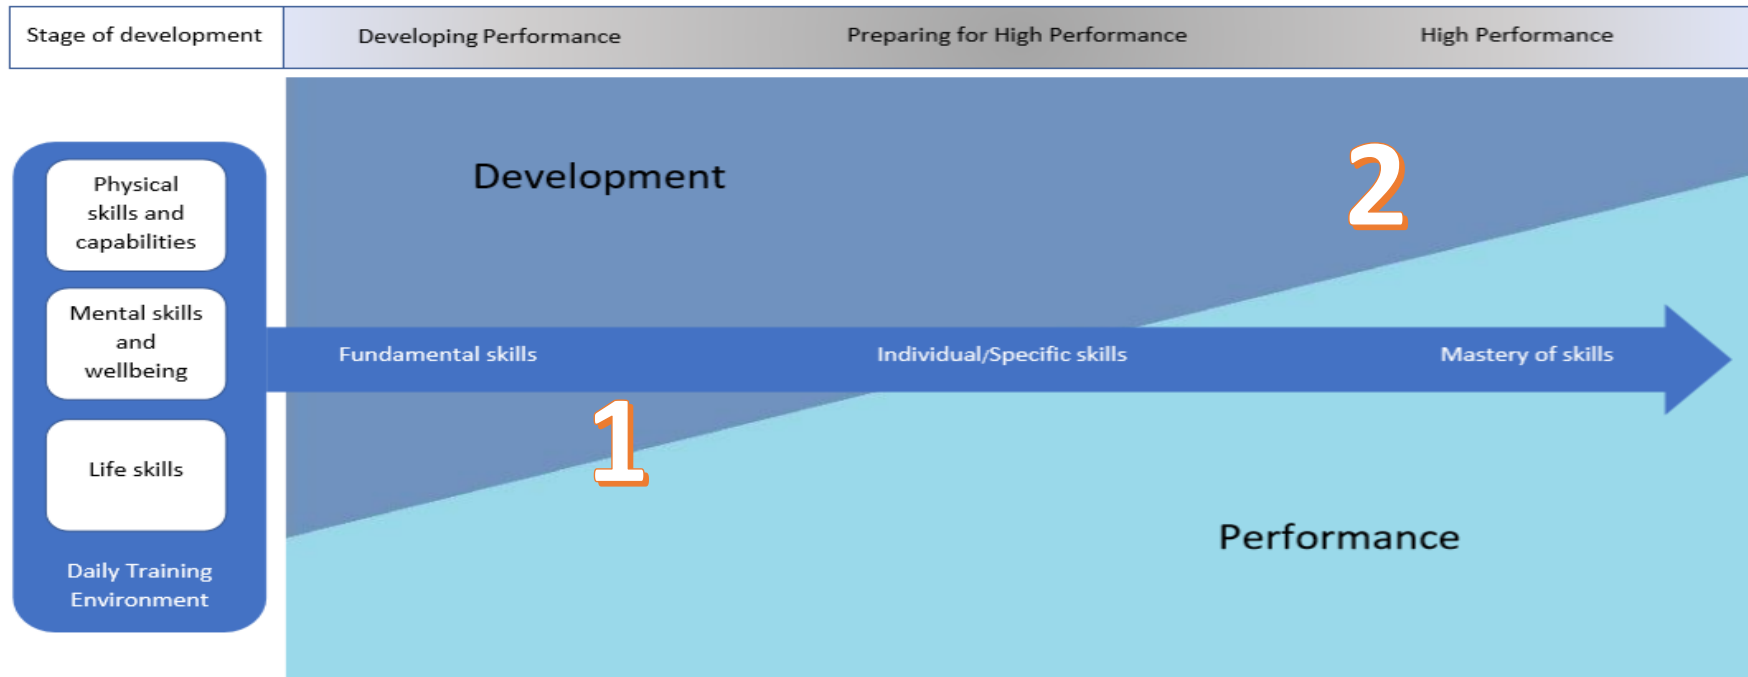 Stage of development
Developing Performance
Preparing for High Performance
High Performance
Physical
skills and
capabilities
Mental skills
and
wellbeing
Life skills
Daily Training
Environment
Development
2
Fundamental skills
Individual/Specific skills
Mastery of skills
1
Performance